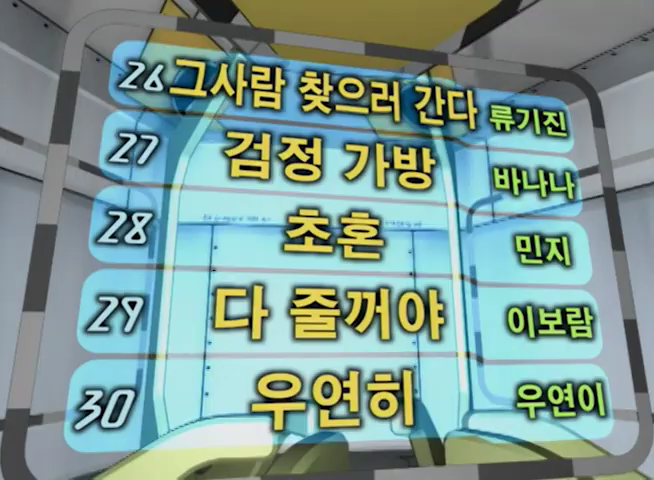 26 그사람 찾으러 간다 류기진
27 검정 가방 바나나
28 초혼 민지
29 다 줄꺼야 이보람
30 우연히 우연이